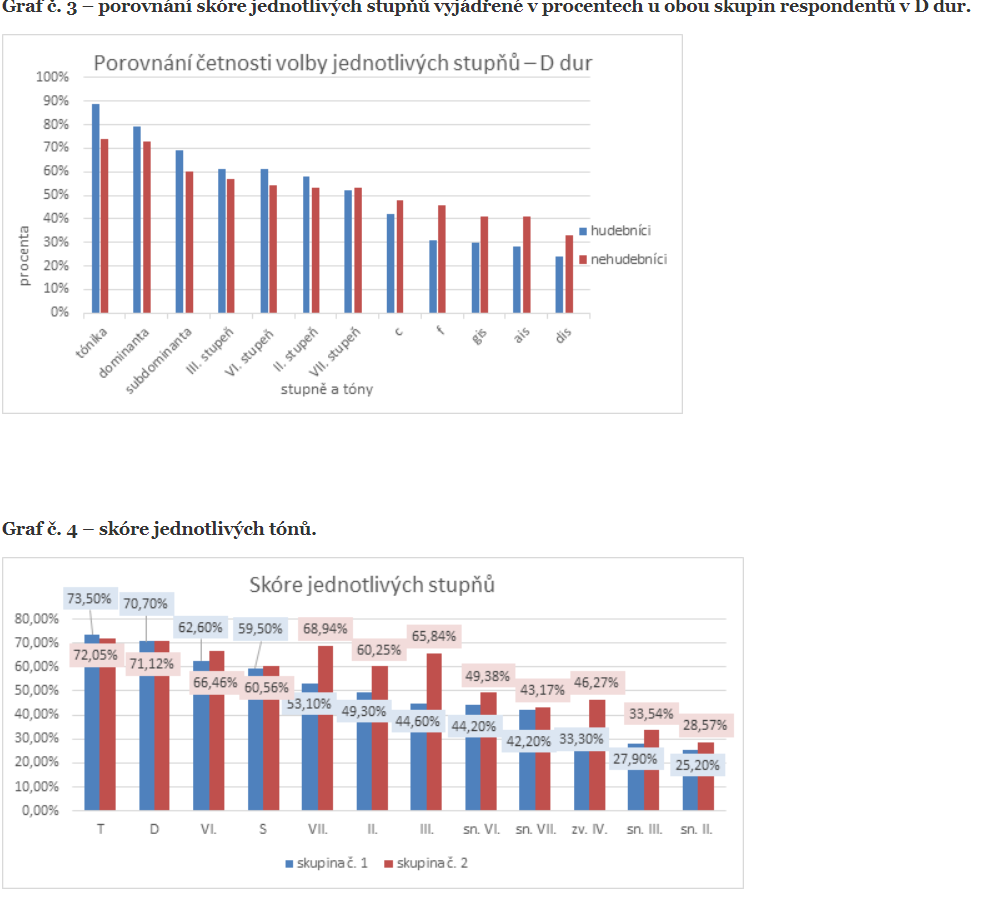 Graf č. 3 – porovnání skóre jednotlivých stupňů vyjádřené v procentech u obou skupin respondentů v D dur.
Porovnání četnosti volby jednotlivých stupňů – D dur
100%
90%
80%
70%
60%
50%
40%
30%
20%
10%
0%
procenta
tónika
dominanta
subdominanta
III. stupeň
VI. stupeň
II. stupeň
VII. stupeň
c
f
gis
ais
dis
stupně a tóny
hudebníci
nehudebníci
Graf č. 4 – skóre jednotlivých tónů.
Skóre jednotlivých stupňů
80,00%
70,00%
60,00%
50,00%
40,00%
30,00%
20,00%
10,00%
0,00%
73,50%
70,70%
62,60%
59,50%
53,10%
49,30%
44,60%
44,20%
42,20%
33,30%
27,90%
25,20%
72,05%
71,12%
66,46%
60,56%
68,94%
60,25%
65,84%
49,38%
43,17%
46,27%
33,54%
28,57%
T
D
VI.
S
VII.
II.
III.
sn. VI.
sn. VII.
zv. IV.
sn. III.
sn. II.
skupina č. 1
skupina č. 2